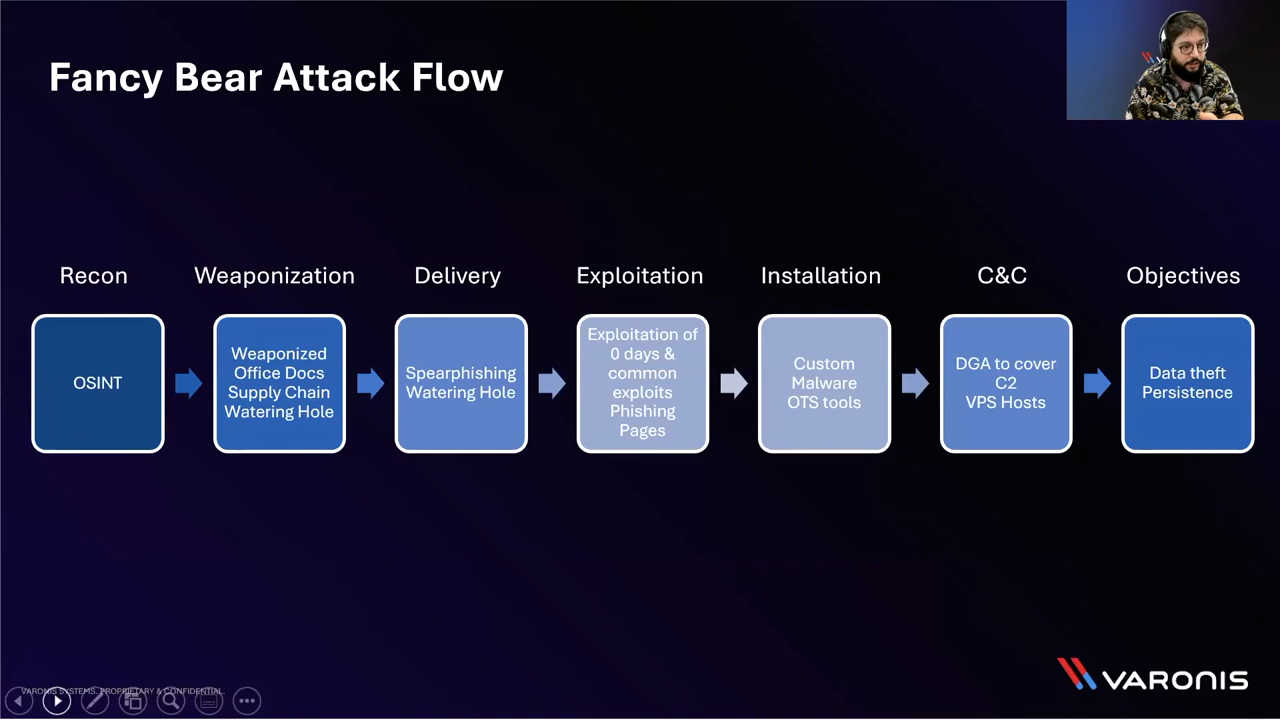 Fancy Bear Attack Flow
Recon
Weaponization
Delivery
Exploitation
Installation
C&C
Objectives
OSINT
Weaponized
Office Docs
Supply Chain
Watering Hole
Spearphishing
Watering Hole
Exploitation of
0 days &
common
exploits
Phishing
Pages
Custom
Malware
OTS tools
DGA to cover
C2
VPS Hosts
Data theft
Persistence
VARONIS SYSTEMS. PROPRIETARY & CONFIDENTIAL.
VARONIS